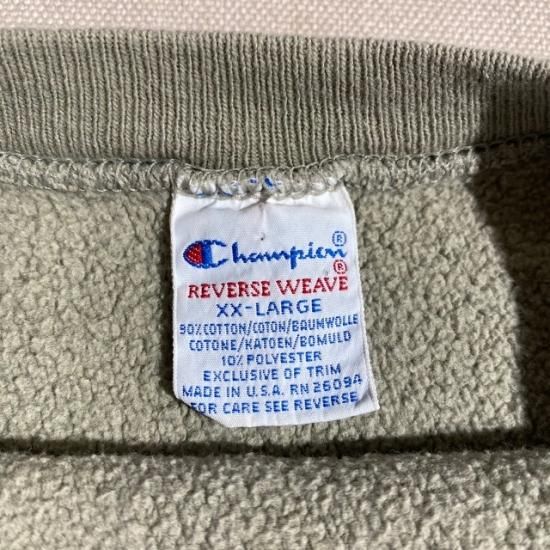 Champion®
REVERSE WEAVE®
XX-LARGE
90% COTTON/COTON/BAUMWOLLE
COTONE/KATOEN/BOMULD
10% POLYESTER
EXCLUSIVE OF TRIM
MADE IN U.S.A. RN 26094
FOR CARE SEE REVERSE